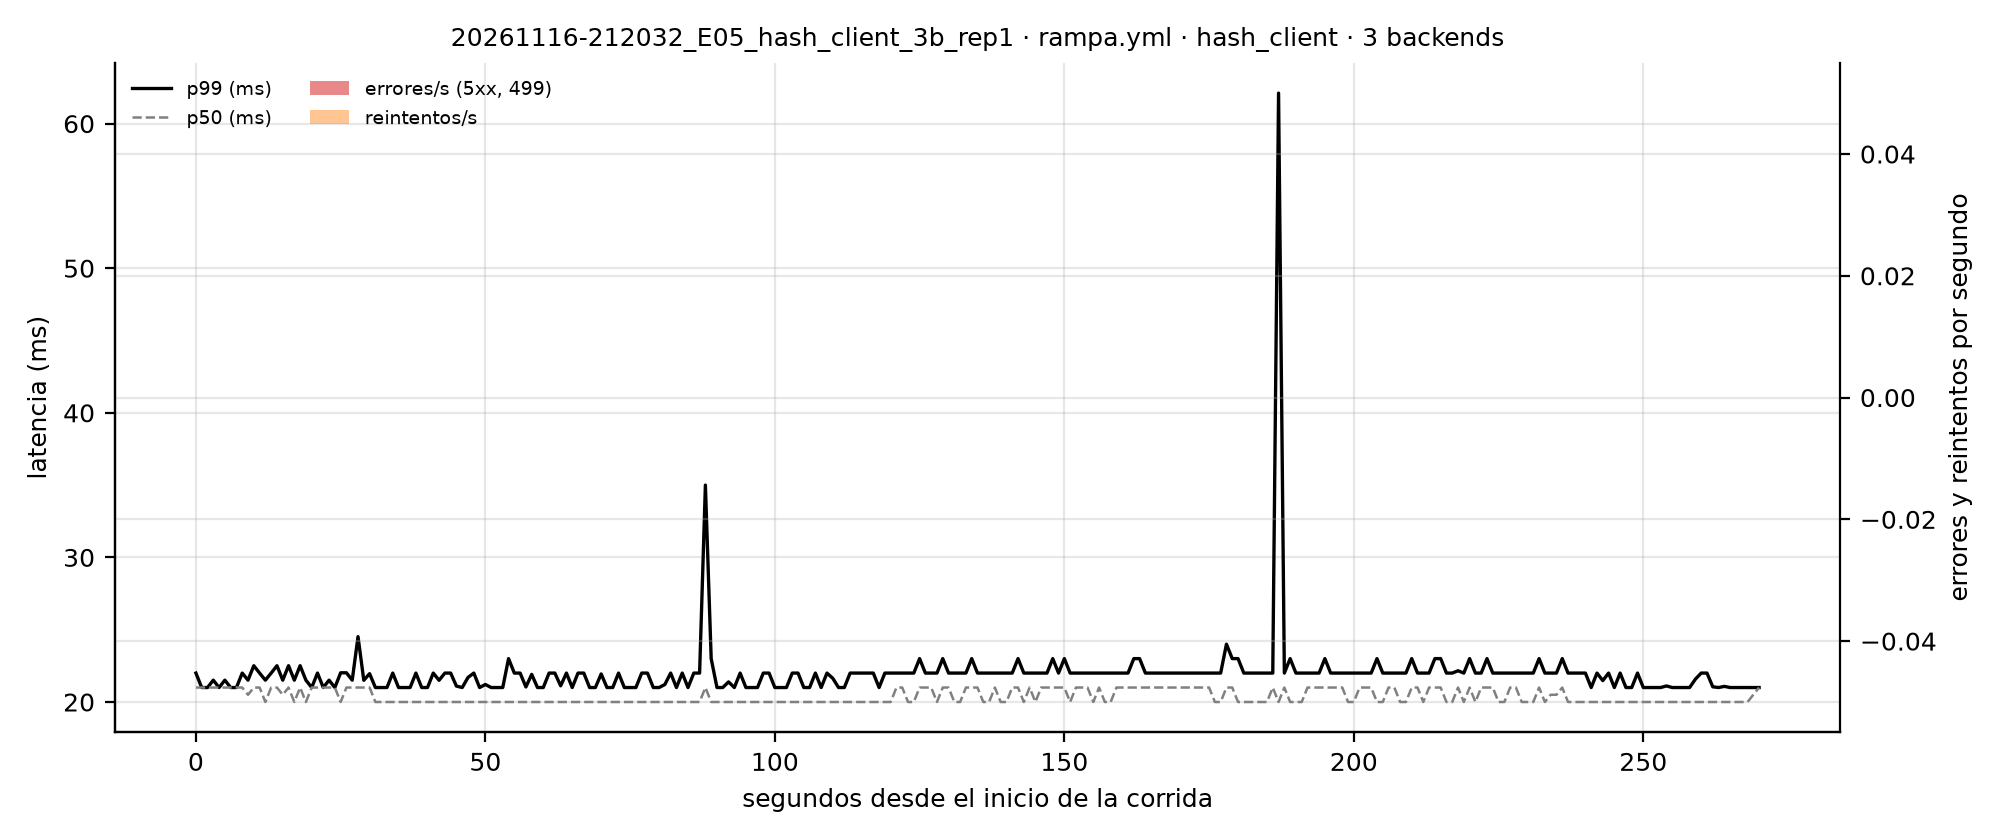 20261116-212032_E05_hash_client_3b_rep1 · rampa.yml · hash_client · 3 backends
p99 (ms)
p50 (ms)
errores/s (5xx, 499)
reintentos/s
latencia (ms)
60
50
40
30
20
0.04
0.02
0.00
−0.02
−0.04
errores y reintentos por segundo
0
50
100
150
200
250
segundos desde el inicio de la corrida